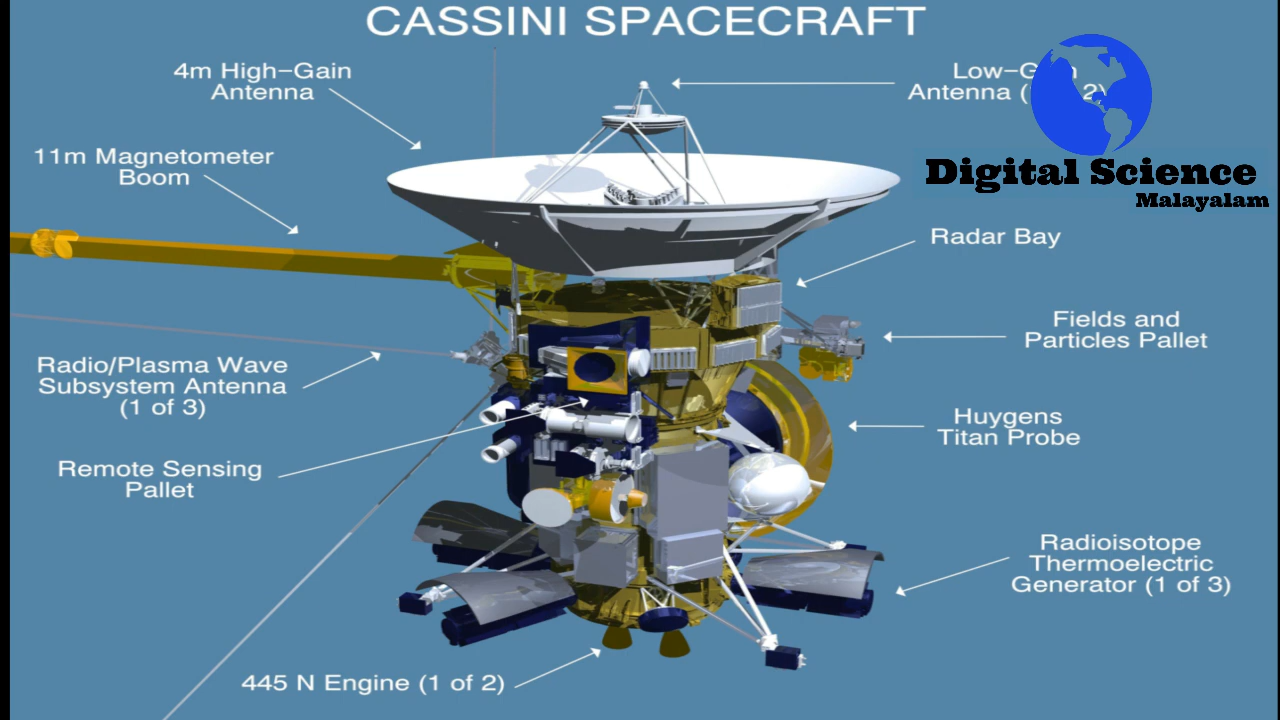 CASSINI SPACECRAFT
4m High-Gain
Antenna
Low-G
Antenna ( 2)
11m Magnetometer
Boom
Digital Science
Malayalam
Radar Bay
Fields and
Particles Pallet
Radio/Plasma Wave
Subsystem Antenna
(1 of 3)
Huygens
Titan Probe
Remote Sensing
Pallet
Radioisotope
Thermoelectric
Generator (1 of 3)
445 N Engine (1 of 2)